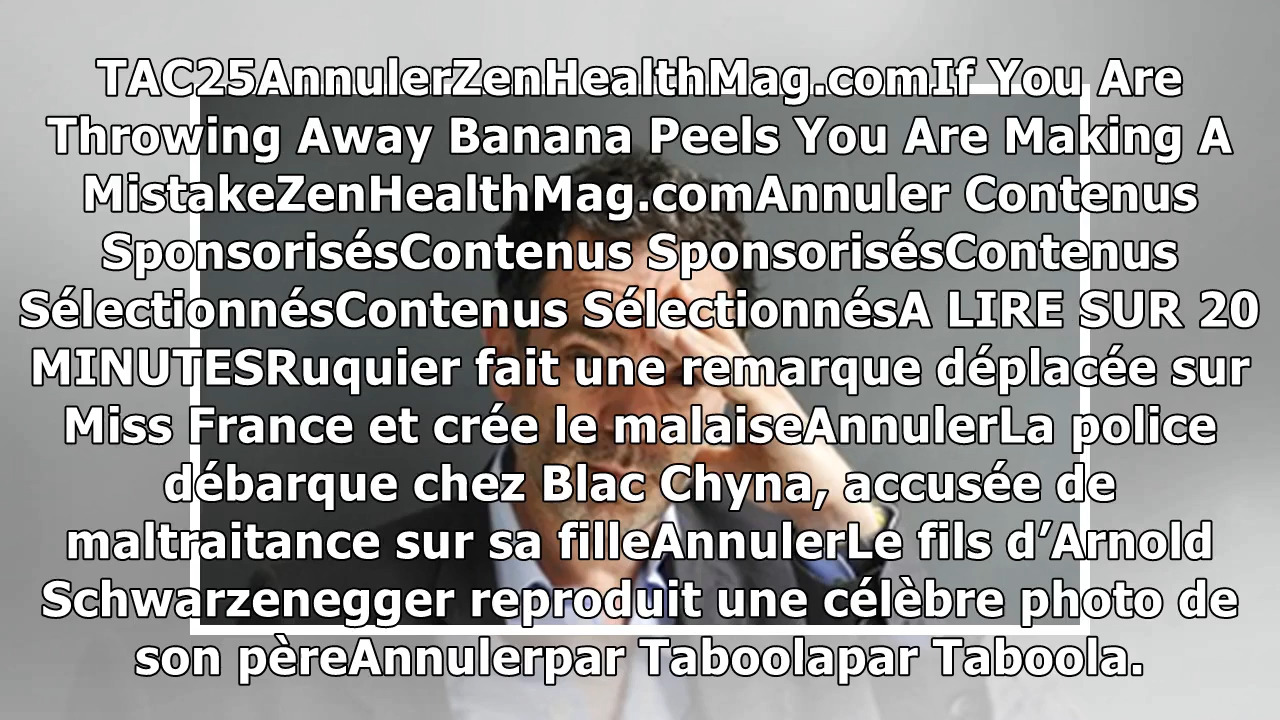 TAC25AnnulerZenHealthMag.comIf You Are
Throwing Away Banana Peels You Are Making A
MistakeZenHealthMag.comAnnuler Contenus
SponsorisésContenus SponsorisésContenus
SélectionnésContenus SélectionnésA LIRE SUR 20
MINUTESRuquier fait une remarque déplacée sur
Miss France et crée le malaiseAnnulerLa police
débarque chez Blac Chyna, accusée de
maltraitance sur sa filleAnnulerLe fils d’Arnold
Schwarzenegger reproduit une célèbre photo de
son pèreAnnulerpar Taboolapar Taboola.